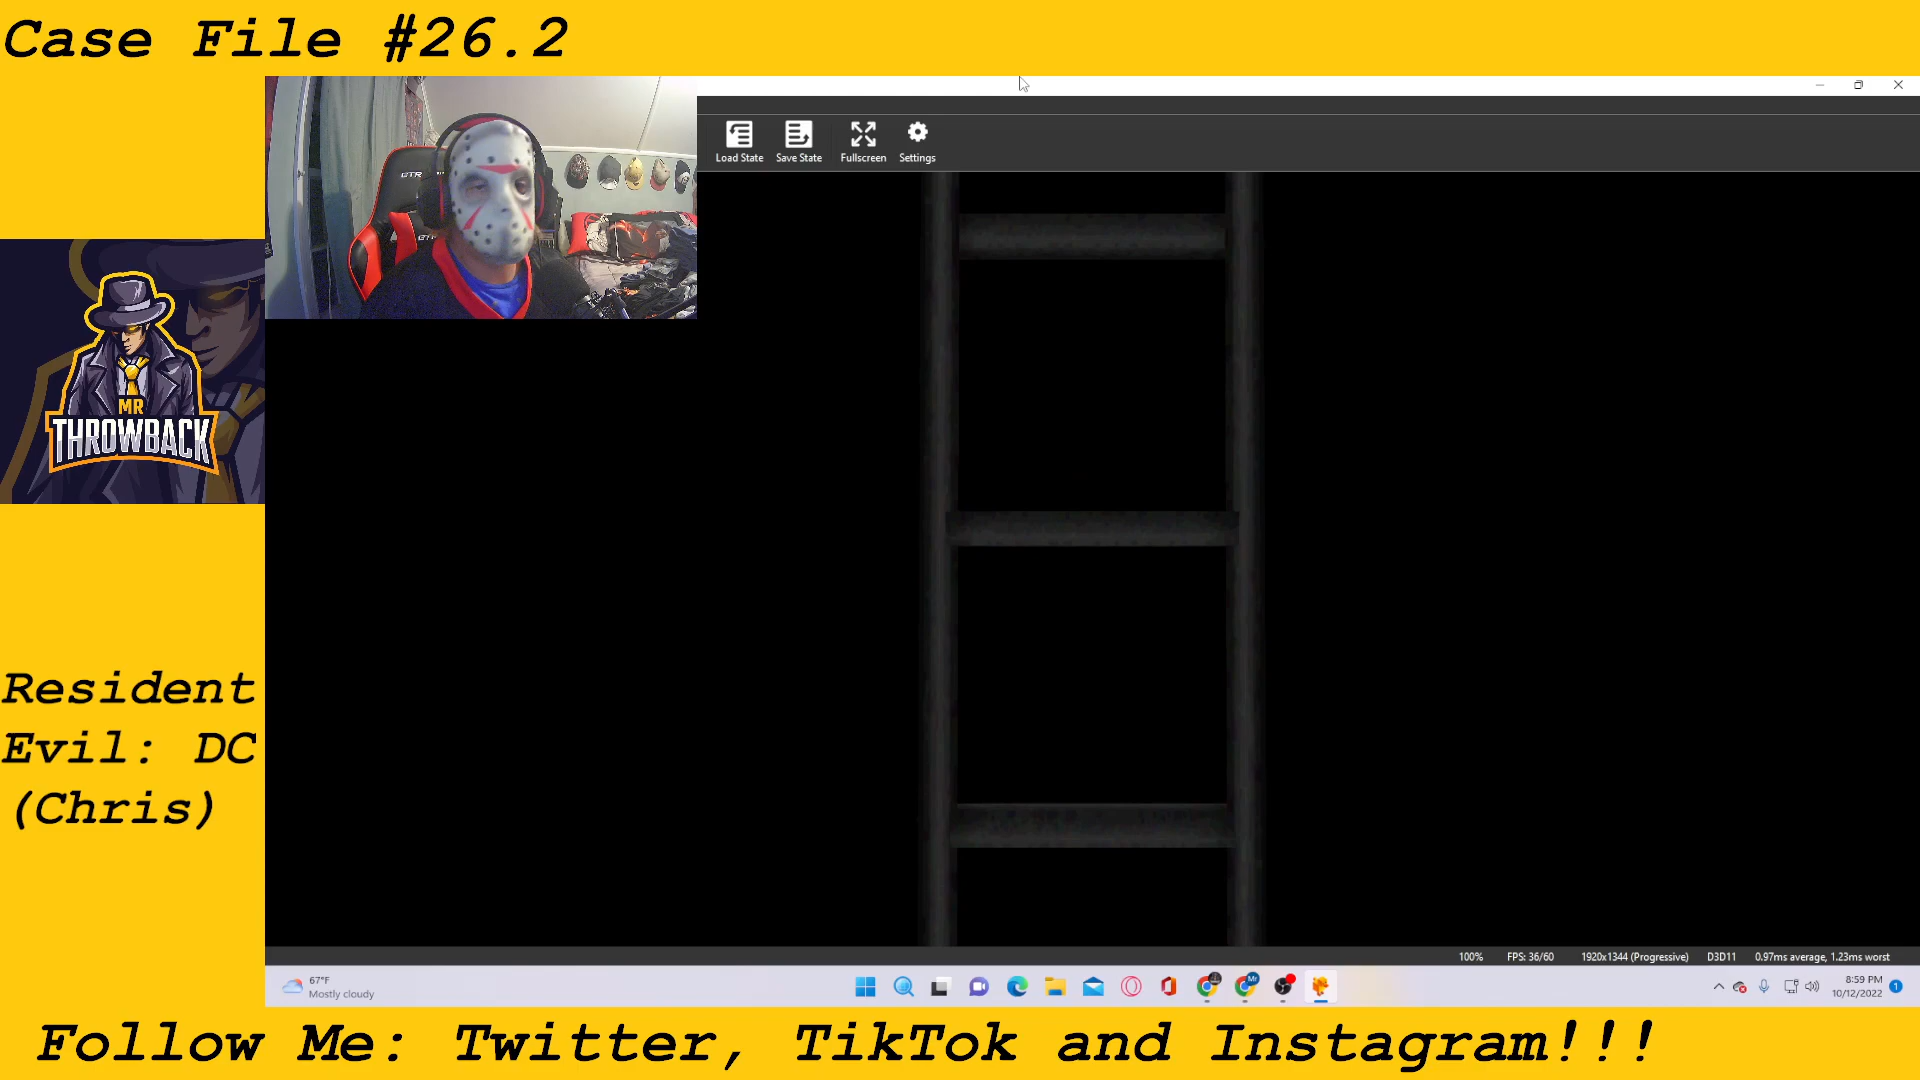 Case File #26.2
GTR
Load State
Save State
Fullscreen
Settings
MR
THROWBACK
Resident
Evil: DC
(Chris)
100%
FPS: 36/60
1920x1344 (Progressive)
D3D11
0.97ms average, 1.23ms worst
67°F
Mostly cloudy
8:59 PM
10/12/2022
1
Follow Me: Twitter, TikTok and Instagram!!!